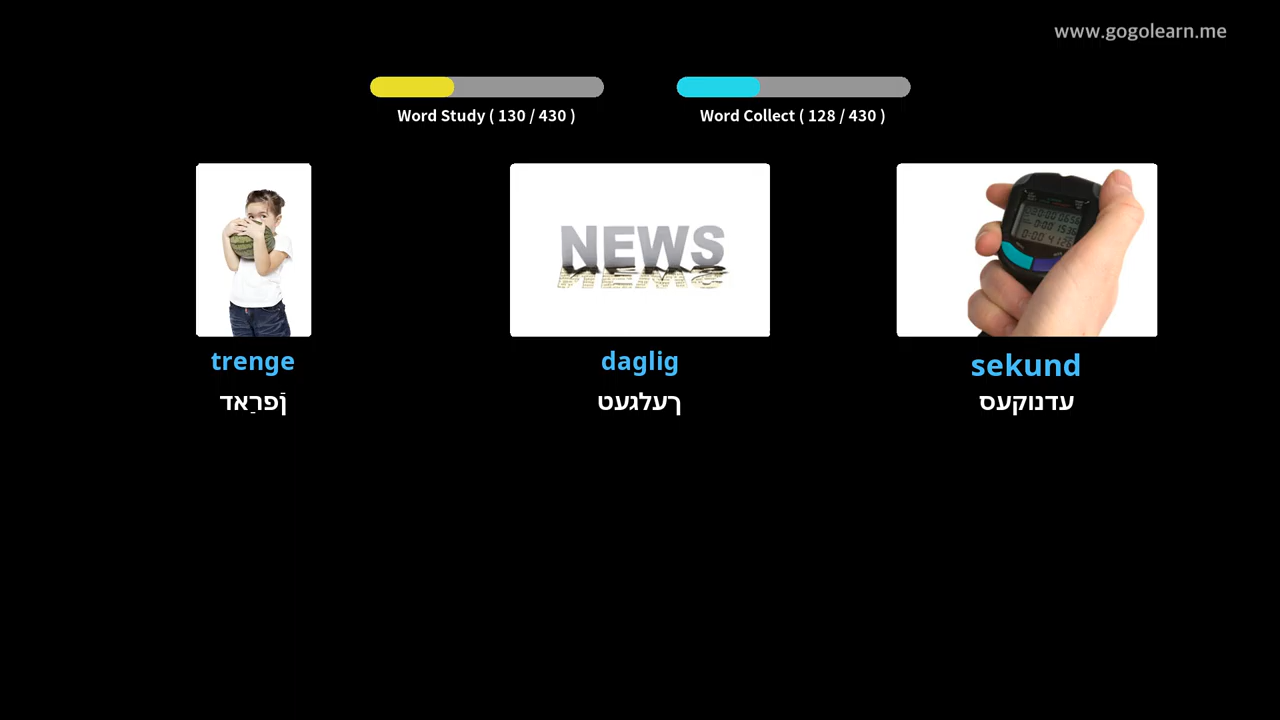 www.gogolearn.me
Word Study ( 130 / 430 )
Word Collect ( 128 / 430 )
trenge
דאַרפֿן
daglig
טעגלעך
sekund
סעקונדע
NEWS